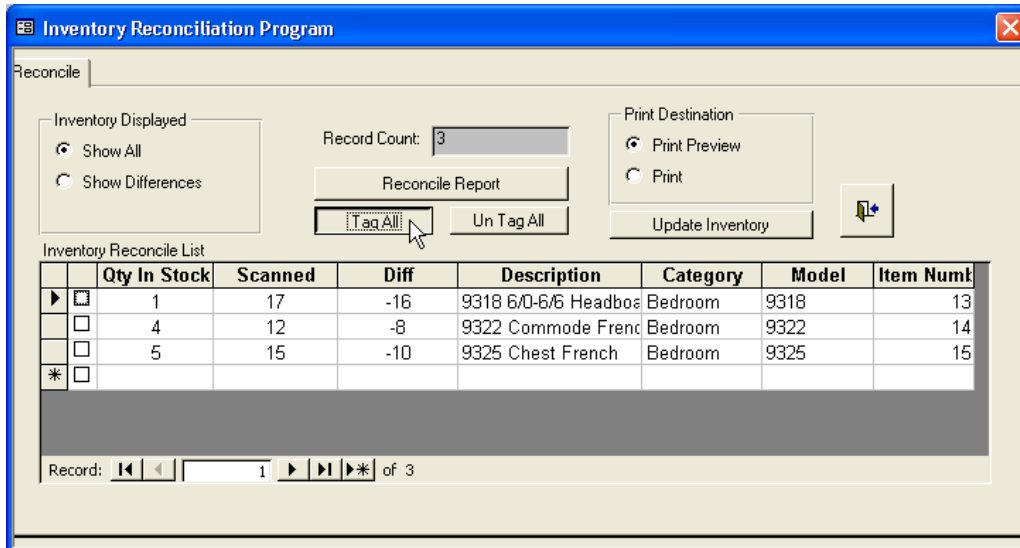 Inventory Reconciliation Program
Reconcile
Inventory Displayed
Show All
Show Differences
Record Count: 3
Reconcile Report
Tag All
Un Tag All
Print Destination
Print Preview
Print
Update Inventory
Inventory Reconcile List
Qty In Stock Scanned Diff Description Category Model Item Numb
1 17 -16 9318 6/0-6/6 Headboa Bedroom 9318 13
4 12 -8 9322 Commode Frenc Bedroom 9322 14
5 15 -10 9325 Chest French Bedroom 9325 15
Record: 1 of 3